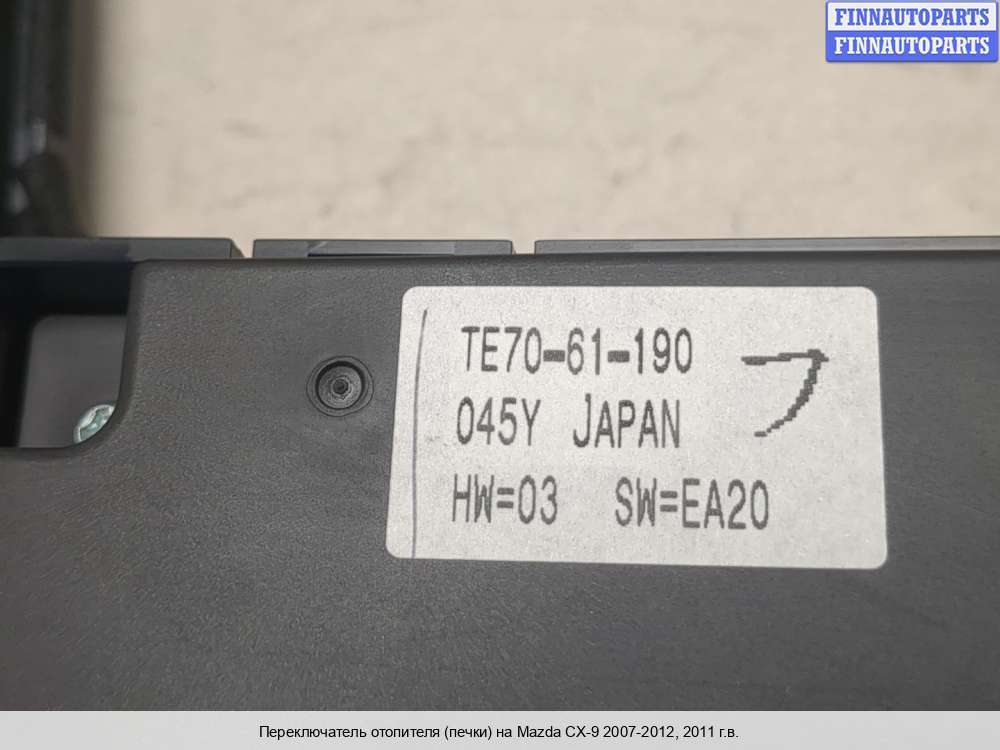 FINNAUTOPARTS
FINNAUTOPARTS
TE70-61-190
フ
045Y JAPAN
HW=03 SW=EA20
Переключатель отопителя (печки) на Mazda CX-9 2007-2012, 2011 г.в.